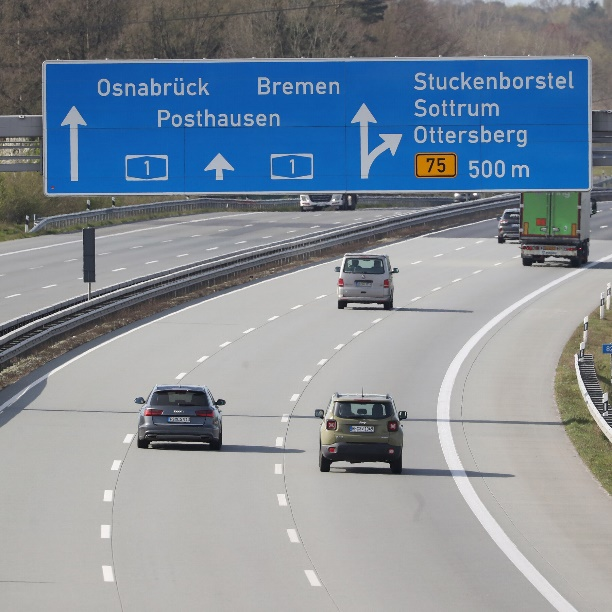 Osnabrück Bremen
Posthausen
1 1
Stuckenborstel
Sottrum
Ottersberg
75 500 m